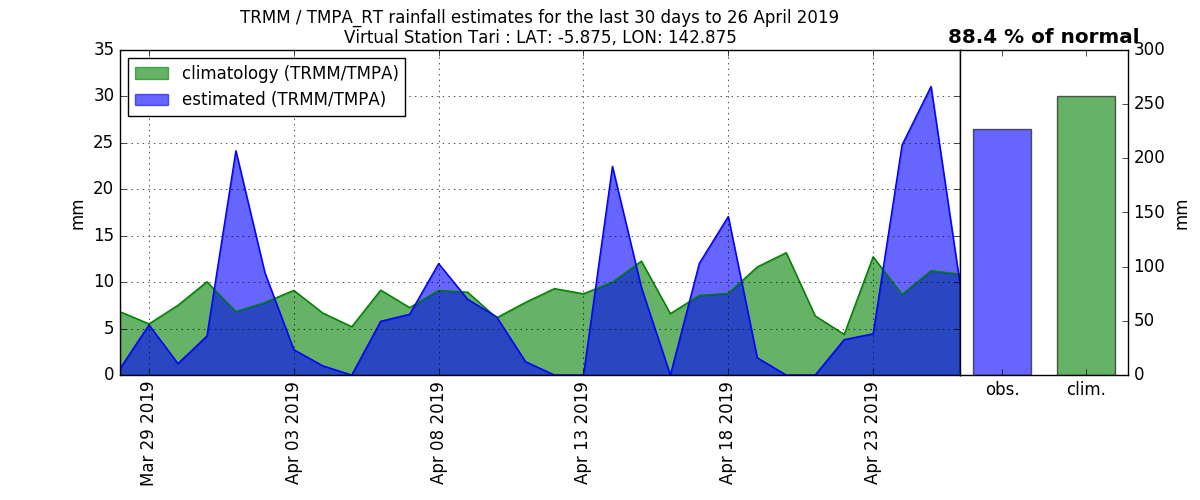 TRMM / TMPA_RT rainfall estimates for the last 30 days to 26 April 2019
Virtual Station Tari : LAT: -5.875, LON: 142.875
88.4 % of normal
climatology (TRMM/TMPA)
estimated (TRMM/TMPA)
35
30
25
20
15
10
5
0
mm
Mar 29 2019
Apr 03 2019
Apr 08 2019
Apr 13 2019
Apr 18 2019
Apr 23 2019
obs.
clim.
300
250
200
150
100
50
0
mm